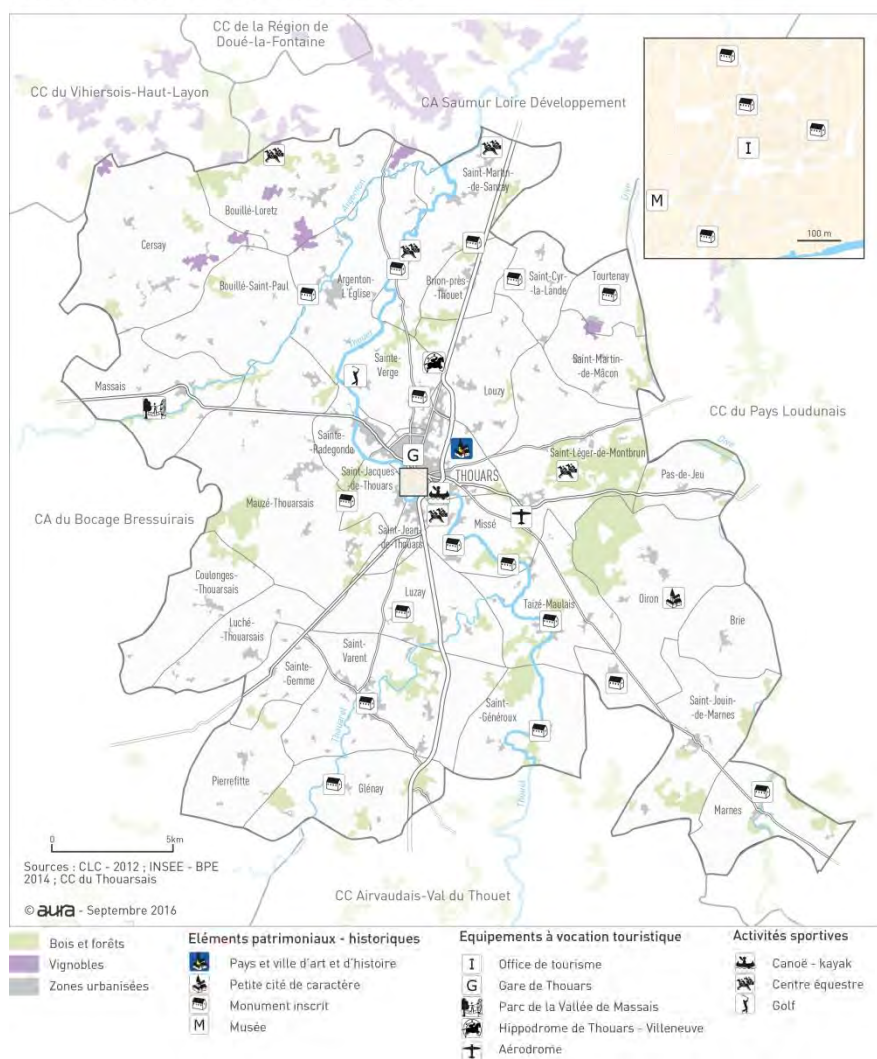 CC de la Région de
Doué-la-Fontaine
CC du Vihiersois-Haut-Layon
CA Saumur Loire Développement
I
M
100 m
Saint-Martin
-de-Sanzay
Argenton
Dive
Bouillé-Loretz
Cersay
Bouillé-Saint-Paul
Argenton-
L'Église
Brion-près
-Thouet
Saint-Cyr
-la-Lande
Tourtenay
Thouet
Sainte-
Verge
Saint-Martin-
de-Mâcon
Massais
Louzy
CC du Pays Loudunais
Sainte-
Radegonde
G
Saint-Léger-de-Montbrun
Dive
Saint-Jacques-
de-Thouars
THOUARS
Pas-de-Jeu
Mauzé-Thouarsais
CA du Bocage Bressuirais
Saint-Jean-
de-Thouars
Missé
Coulonges-
-Thouarsais
Luzay
Taizé-Maulais
Oiron
Brie
Luché-
-Thouarsais
Saint-
Varent
Sainte-
-Gemme
Saint-
-Généroux
Saint-Jouin-
de-Marnes
Thouaret
Pierrefitte
Glénay
Thouet
Marnes
0 5km
Sources : CLC - 2012 ; INSEE - BPE
2014 ; CC du Thouarsais
CC Airvaudais-Val du Thouet
© aura - Septembre 2016
Bois et forêts
Vignobles
Zones urbanisées
Eléments patrimoniaux - historiques
Pays et ville d'art et d'histoire
Petite cité de caractère
Monument inscrit
M Musée
Equipements à vocation touristique
I Office de tourisme
G Gare de Thouars
Parc de la Vallée de Massais
Hippodrome de Thouars - Villeneuve
Aérodrome
Activités sportives
Canoë - kayak
Centre équestre
Golf